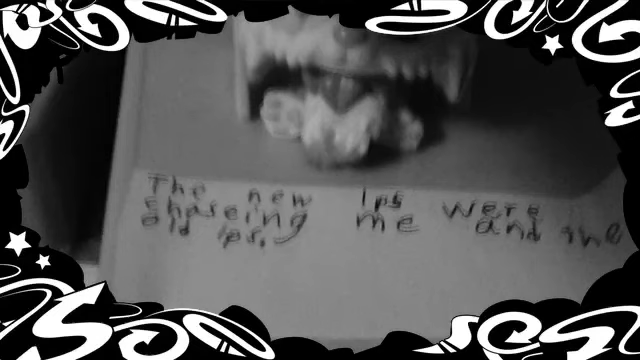 The new lps were
chaseing me and the
old lps.